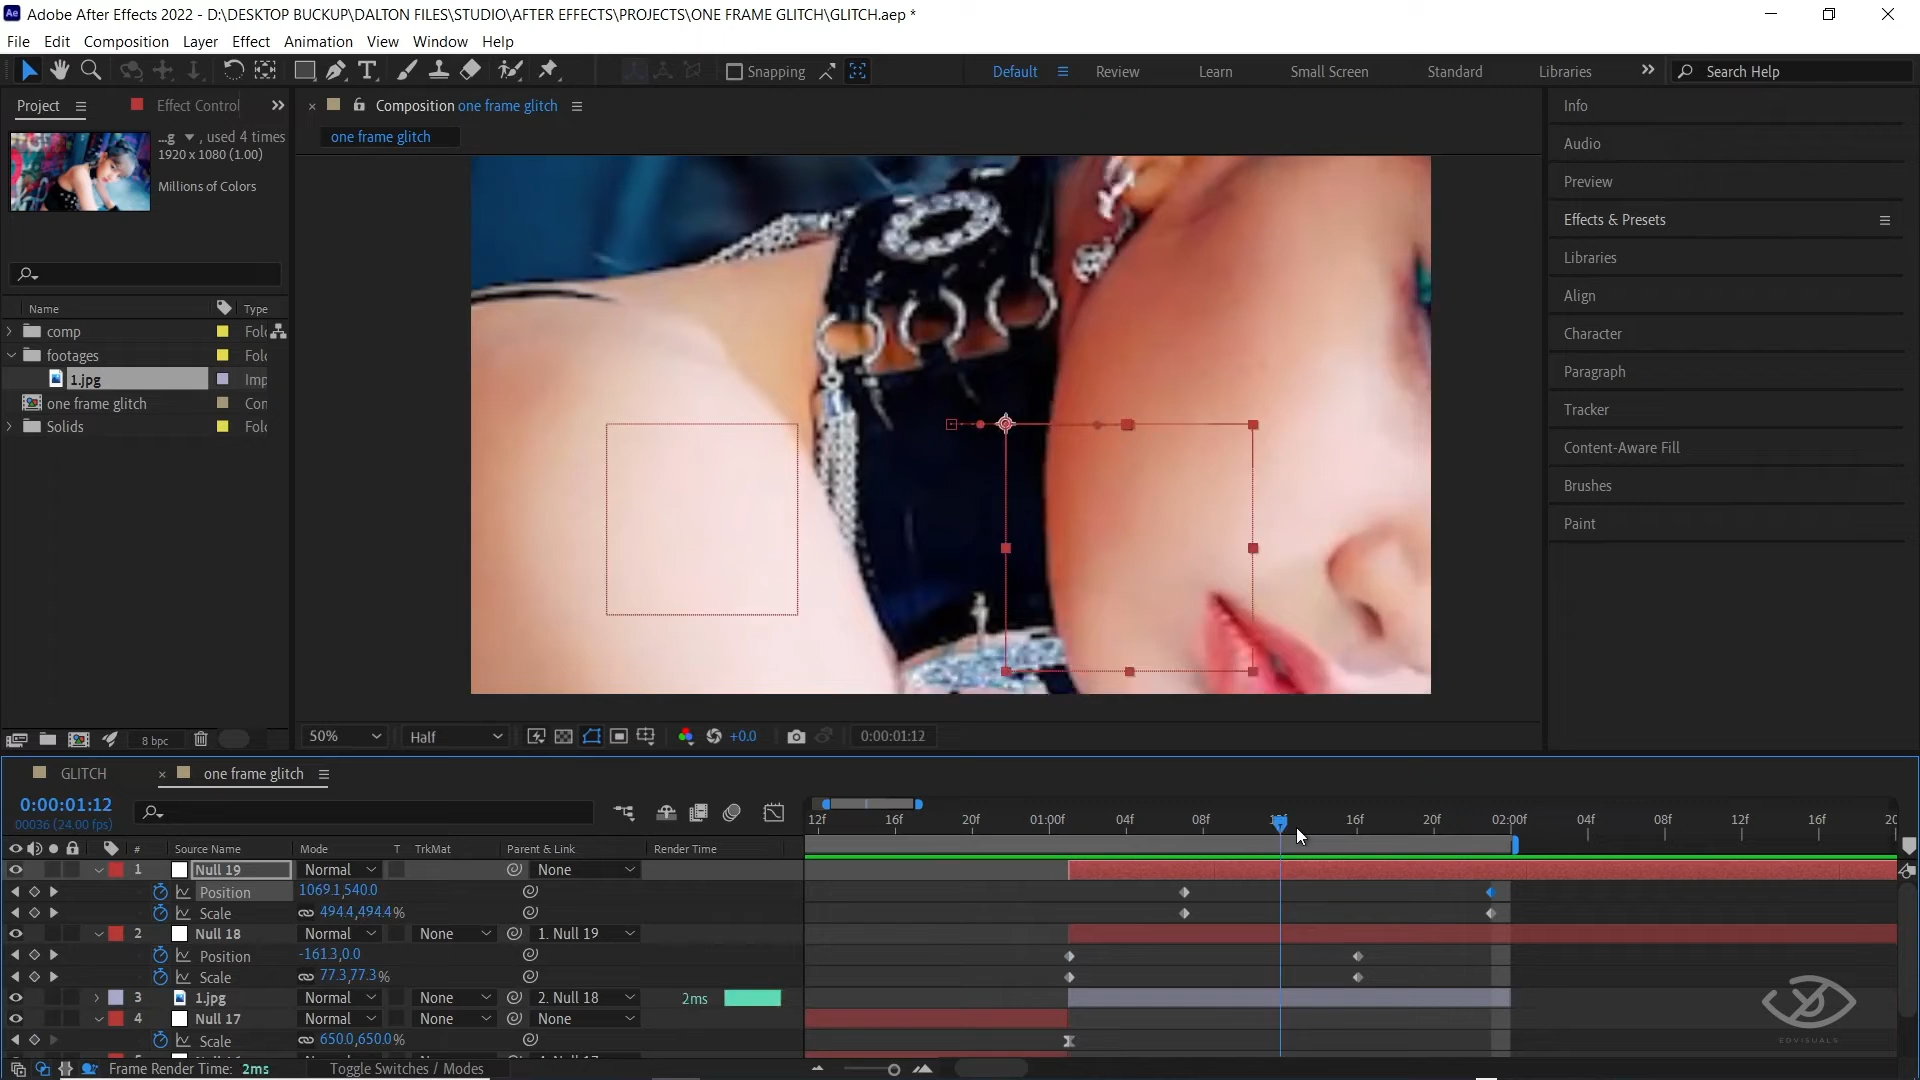 Adobe After Effects 2022 - D:\DESKTOP BUCKUP\DALTON FILES\STUDIO\AFTER EFFECTS\PROJECTS\ONE FRAME GLITCH\GLITCH.aep *
File Edit Composition Layer Effect Animation View Window Help
Snapping Default Review Learn Small Screen Standard Libraries Search Help
Project Effect Control
...g , used 4 times
1920 x 1080 (1.00)
Millions of Colors
Name Type
comp Fol
footages Fol
1.jpg Imp
one frame glitch Con
Solids Fol
8 bpc
Composition one frame glitch
one frame glitch
50% Half +0.0 0:00:01:12
Info
Audio
Preview
Effects & Presets
Libraries
Align
Character
Paragraph
Tracker
Content-Aware Fill
Brushes
Paint
GLITCH one frame glitch
0:00:01:12
00036 (24.00 fps)
12f 16f 20f 01:00f 04f 08f 16f 20f 02:00f 04f 08f 12f 16f 20
# Source Name Mode T TrkMat Parent & Link Render Time
1 Null 19 Normal None
Position 1069.1,540.0
Scale 494.4,494.4%
2 Null 18 Normal None 1. Null 19
Position -161.3,0.0
Scale 77.3,77.3%
3 1.jpg Normal None 2. Null 18 2ms
4 Null 17 Normal None None
Scale 650.0,650.0%
Frame Render Time: 2ms Toggle Switches / Modes
EDVISUALS